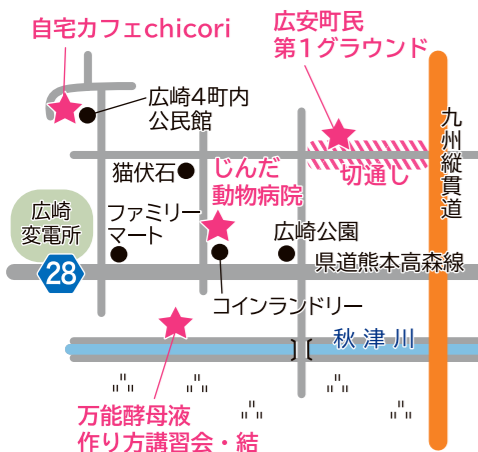 自宅カフェchicori
広安町民
第1グラウンド
広崎4町内
公民館
九州縦貫道
猫伏石
じんだ
動物病院
切通し
広崎
変電所
ファミリー
マート
広崎公園
県道熊本高森線
28
コインランドリー
秋津川
万能酵母液
作り方講習会・結